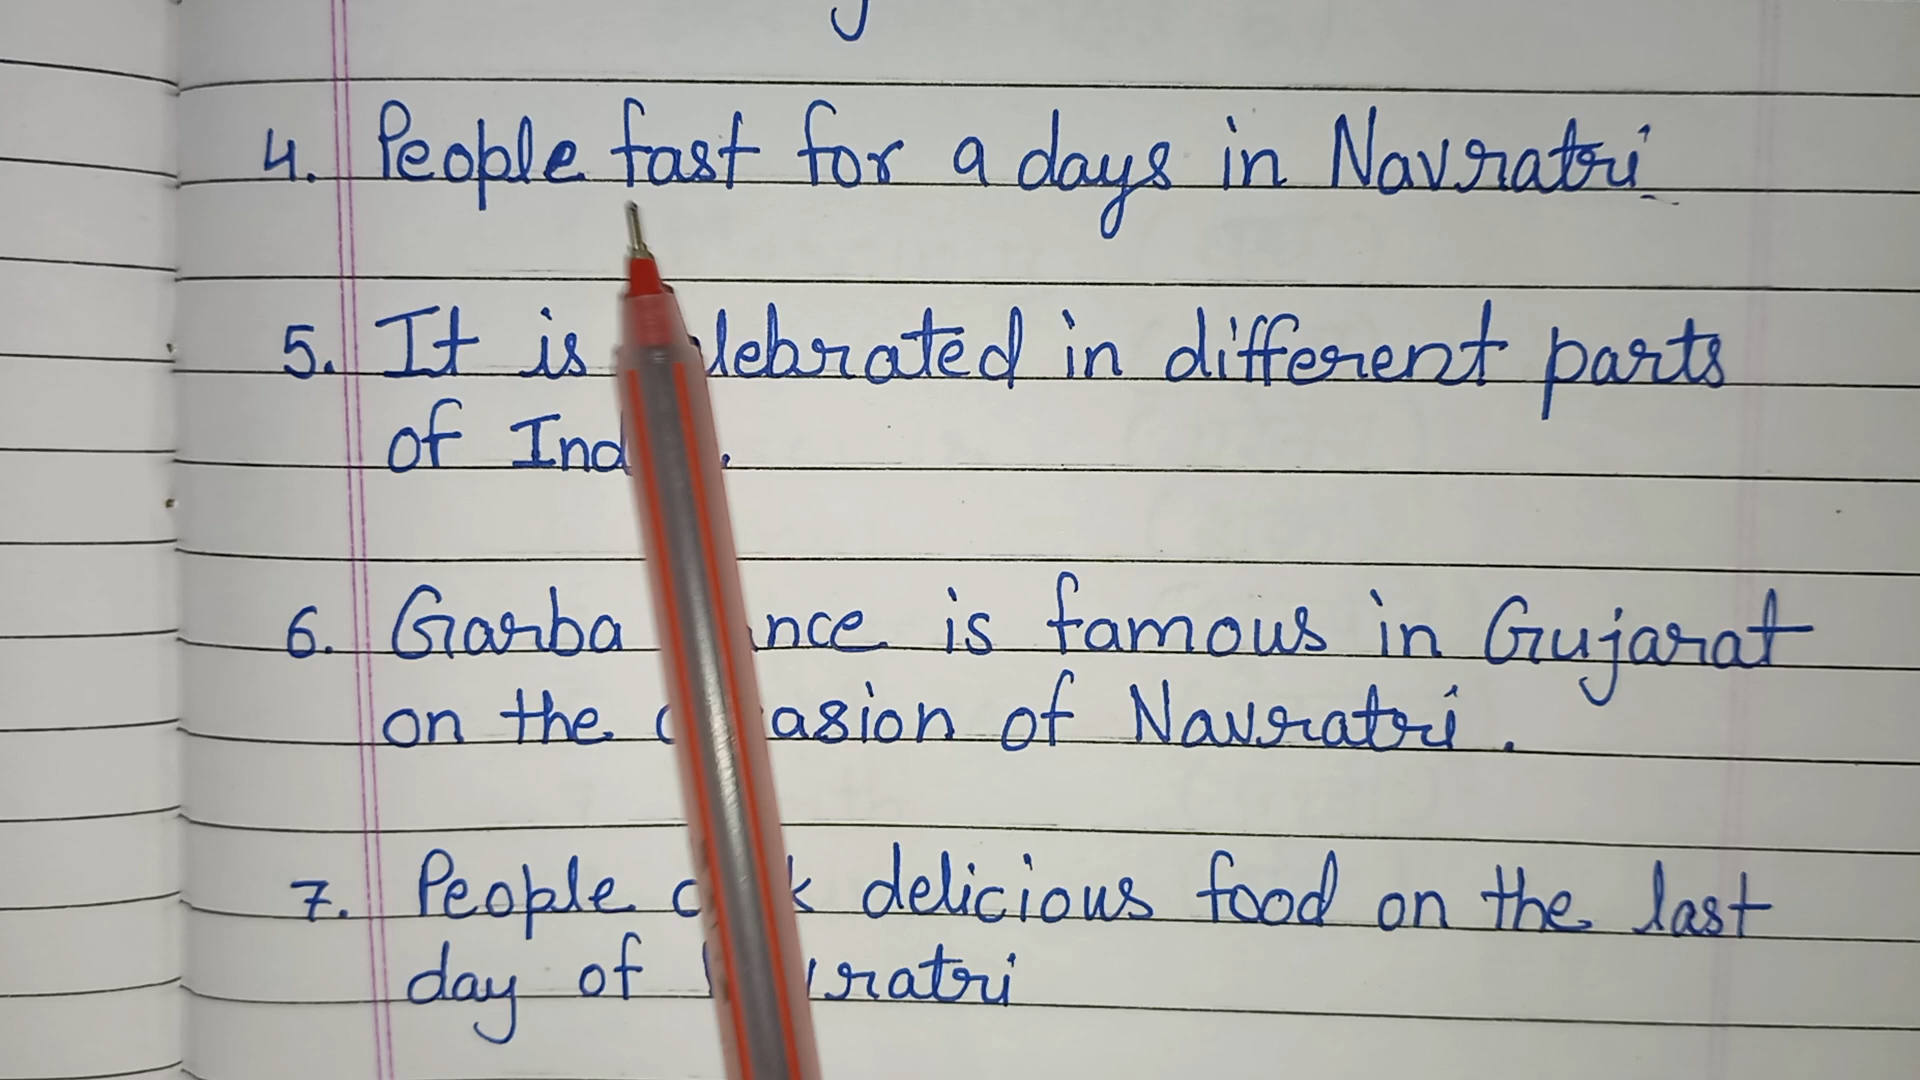 4. People fast for 9 days in Navratri.
5. It is lebrated in different parts
of Ind .
6. Garba nce is famous in Gujarat
on the asion of Navratri.
7. People delicious food on the last
day of ratri